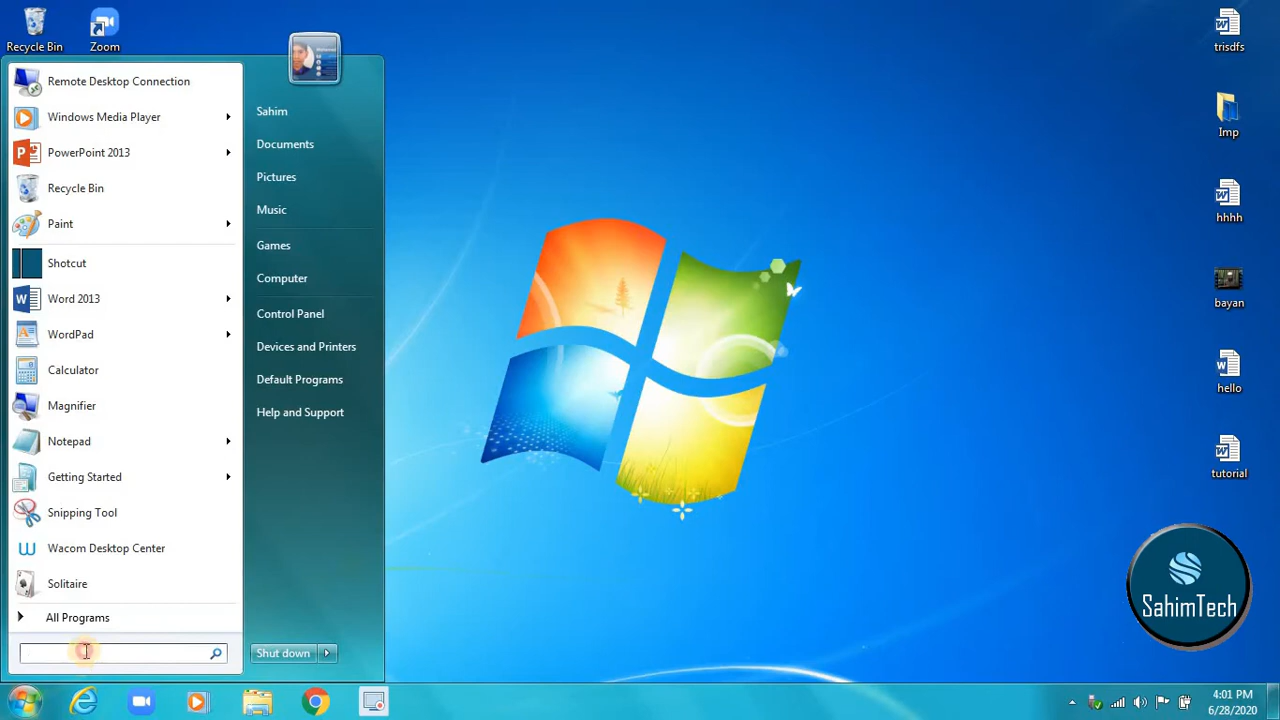 Recycle Bin
Zoom
Remote Desktop Connection
Windows Media Player
PowerPoint 2013
Recycle Bin
Paint
Shotcut
Word 2013
WordPad
Calculator
Magnifier
Notepad
Getting Started
Snipping Tool
Wacom Desktop Center
Solitaire
All Programs
Sahim
Documents
Pictures
Music
Games
Computer
Control Panel
Devices and Printers
Default Programs
Help and Support
Shut down
trisdfs
Imp
hhhh
bayan
hello
tutorial
SahimTech
4:01 PM
6/28/2020